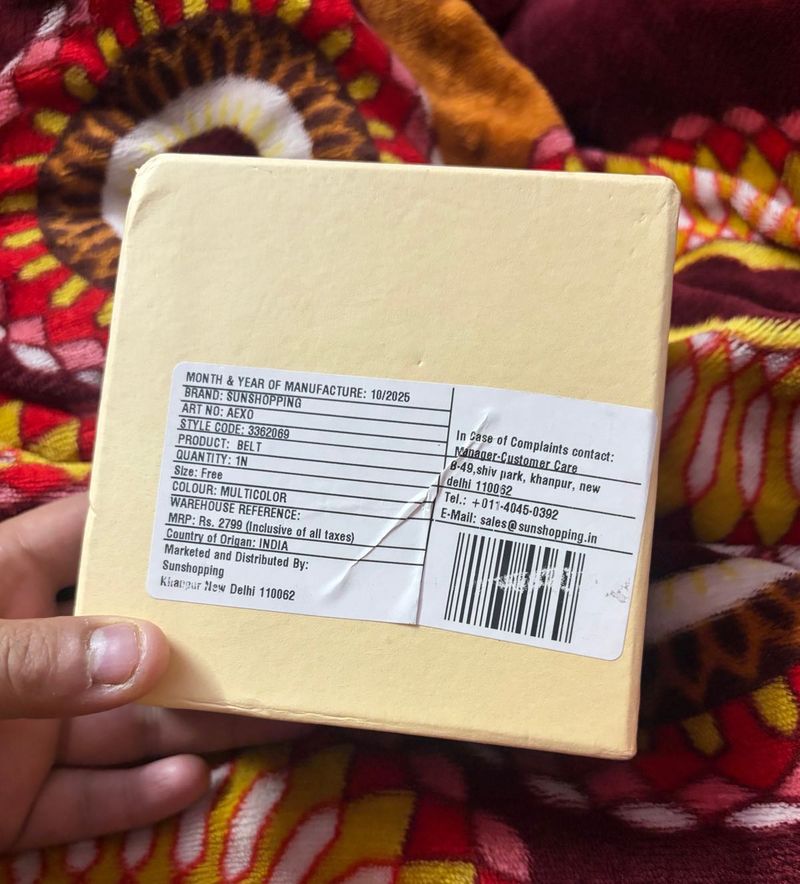 MONTH & YEAR OF MANUFACTURE: 10/2025
BRAND: SUNSHOPPING
ART NO: AEXO
STYLE CODE: 3362069
PRODUCT: BELT
QUANTITY: 1N
Size: Free
COLOUR: MULTICOLOR
WAREHOUSE REFERENCE:
MRP: Rs. 2799 (Inclusive of all taxes)
Country of Origan: INDIA
Marketed and Distributed By:
Sunshopping
Khanpur New Delhi 110062
In Case of Complaints contact:
Manager-Customer Care
B-49,shiv park, khanpur, new
delhi 110062
Tel.: +011-4045-0392
E-Mail: sales@sunshopping.in